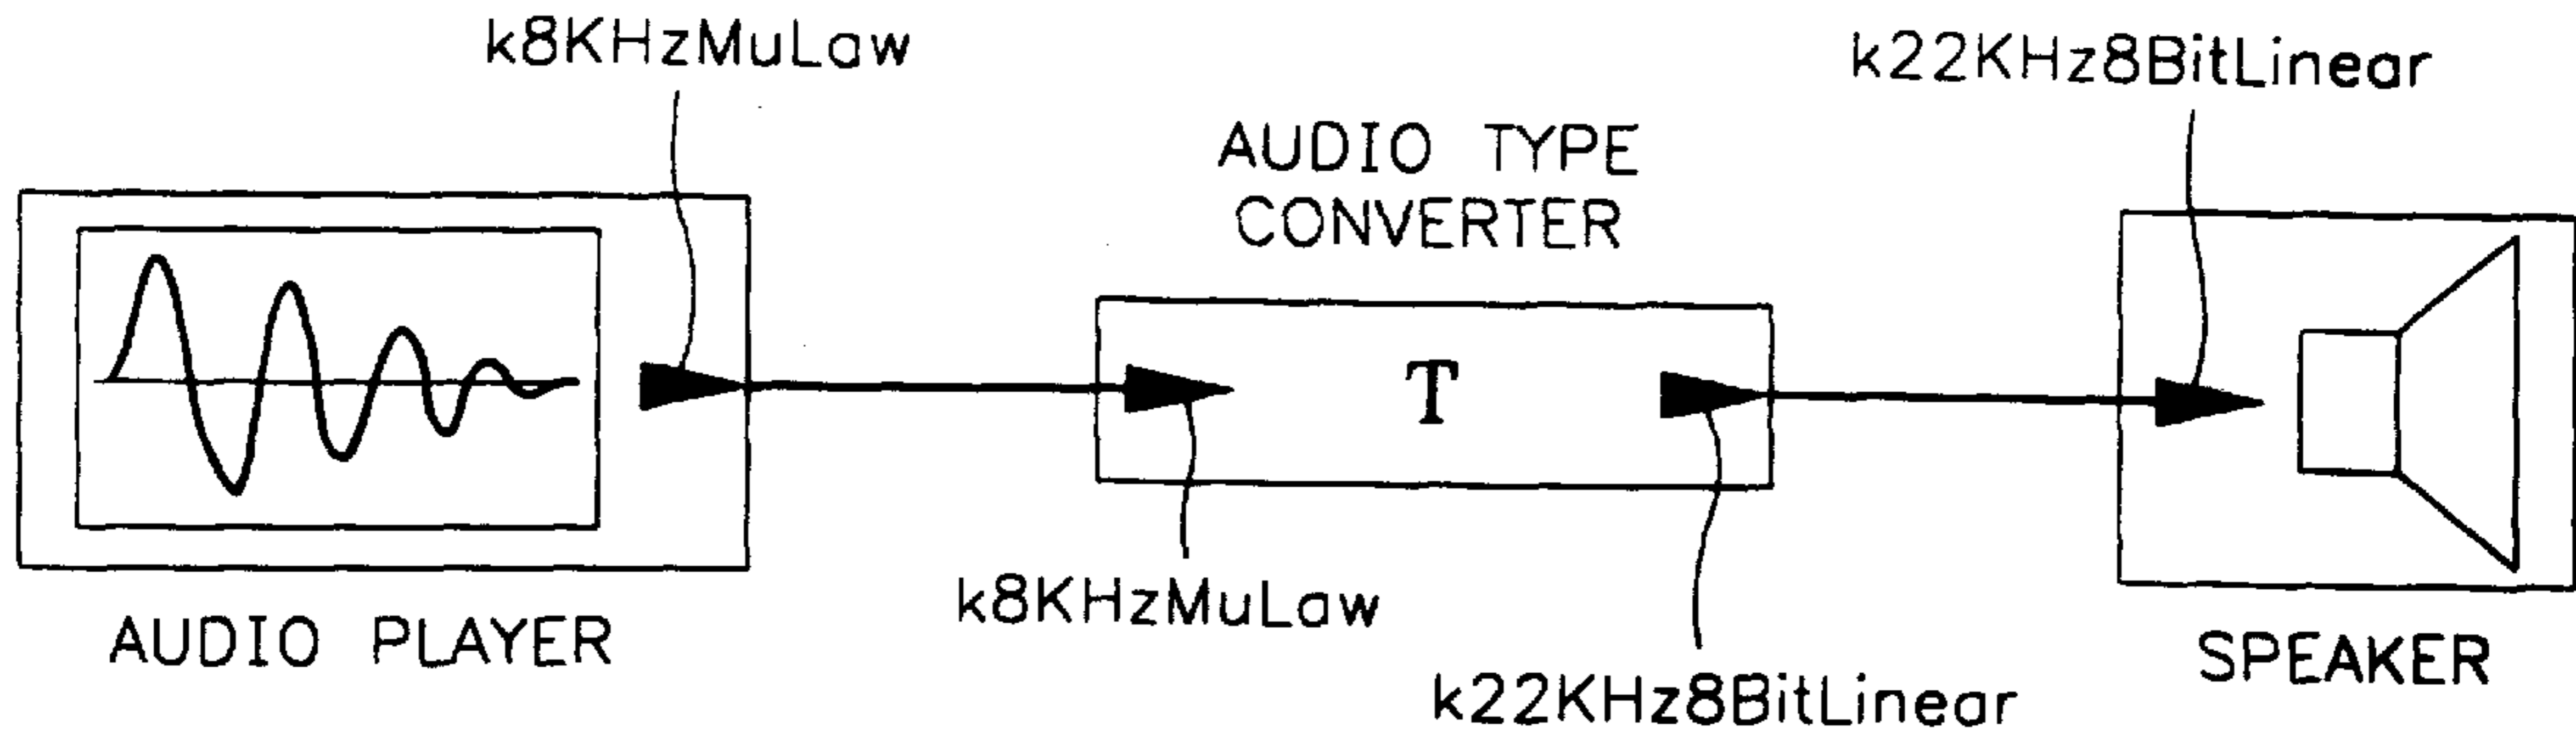 k8KHzMuLaw
k22KHz8BitLinear
AUDIO TYPE
CONVERTER
T
k8KHzMuLaw
k22KHz8BitLinear
AUDIO PLAYER
SPEAKER